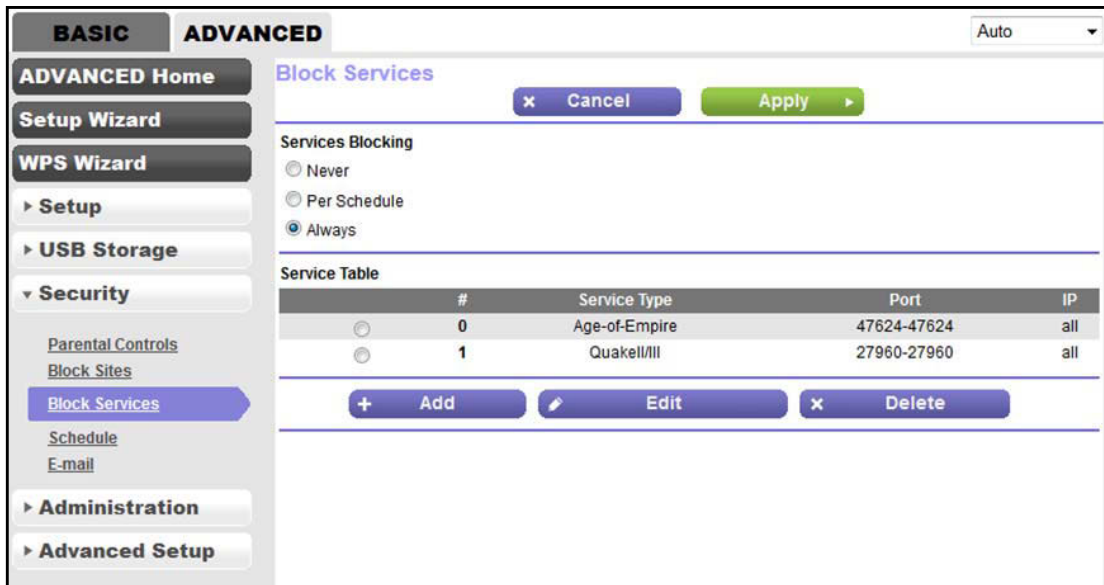 BASIC ADVANCED Auto
ADVANCED Home
Setup Wizard
WPS Wizard
Setup
USB Storage
Security
Parental Controls
Block Sites
Block Services
Schedule
E-mail
Administration
Advanced Setup
Block Services
Cancel Apply
Services Blocking
Never
Per Schedule
Always
Service Table
# Service Type Port IP
0 Age-of-Empire 47624-47624 all
1 QuakeII/III 27960-27960 all
Add Edit Delete